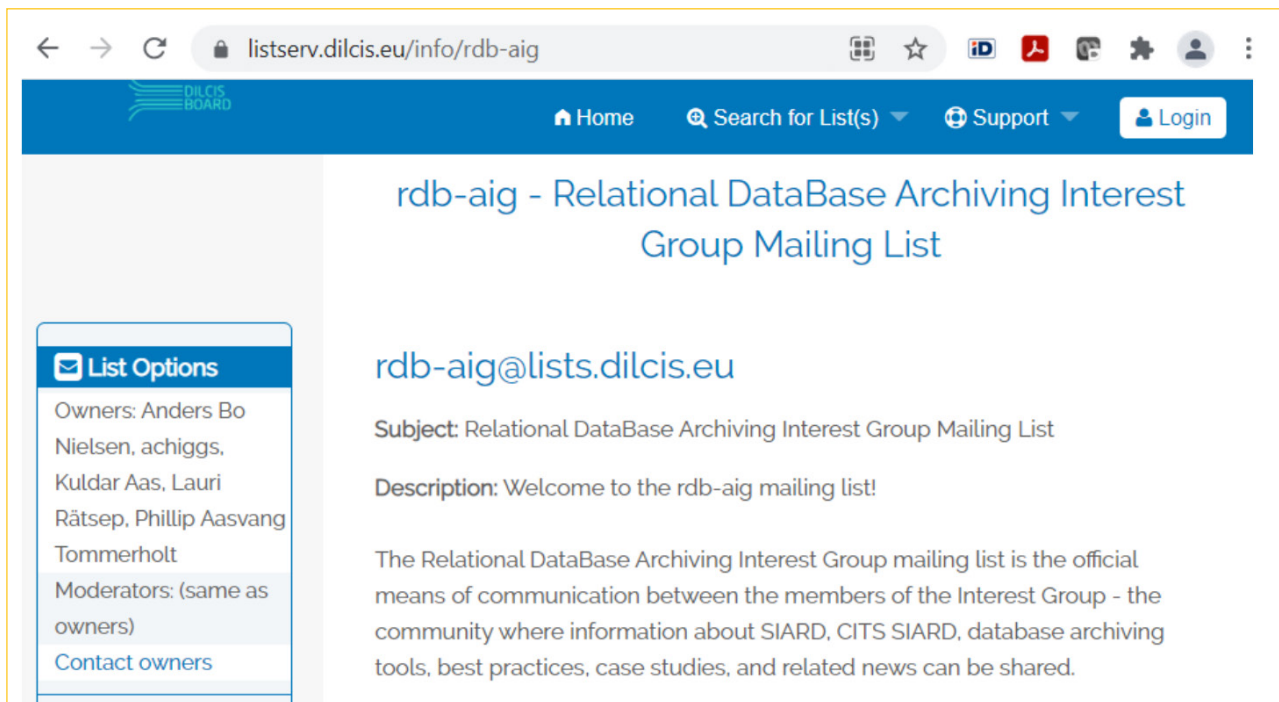 listserv.dilcis.eu/info/rdb-aig
DILCIS
BOARD
Home
Search for List(s)
Support
Login
rdb-aig - Relational DataBase Archiving Interest
Group Mailing List
List Options
Owners: Anders Bo
Nielsen, achiggs,
Kuldar Aas, Lauri
Rätsep, Phillip Aasvang
Tommerholt
Moderators: (same as
owners)
Contact owners
rdb-aig@lists.dilcis.eu
Subject: Relational DataBase Archiving Interest Group Mailing List
Description: Welcome to the rdb-aig mailing list!
The Relational DataBase Archiving Interest Group mailing list is the official
means of communication between the members of the Interest Group - the
community where information about SIARD, CITS SIARD, database archiving
tools, best practices, case studies, and related news can be shared.